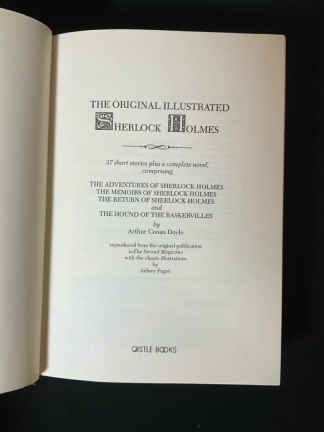 THE ORIGINAL ILLUSTRATED
SHERLOCK HOLMES
37 short stories plus a complete novel,
comprising
THE ADVENTURES OF SHERLOCK HOLMES
THE MEMOIRS OF SHERLOCK HOLMES
THE RETURN OF SHERLOCK HOLMES
and
THE HOUND OF THE BASKERVILLES
by
Arthur Conan Doyle
reproduced from the original publication
in The Strand Magazine
with the classic illustrations
by
Sidney Paget
CASTLE BOOKS